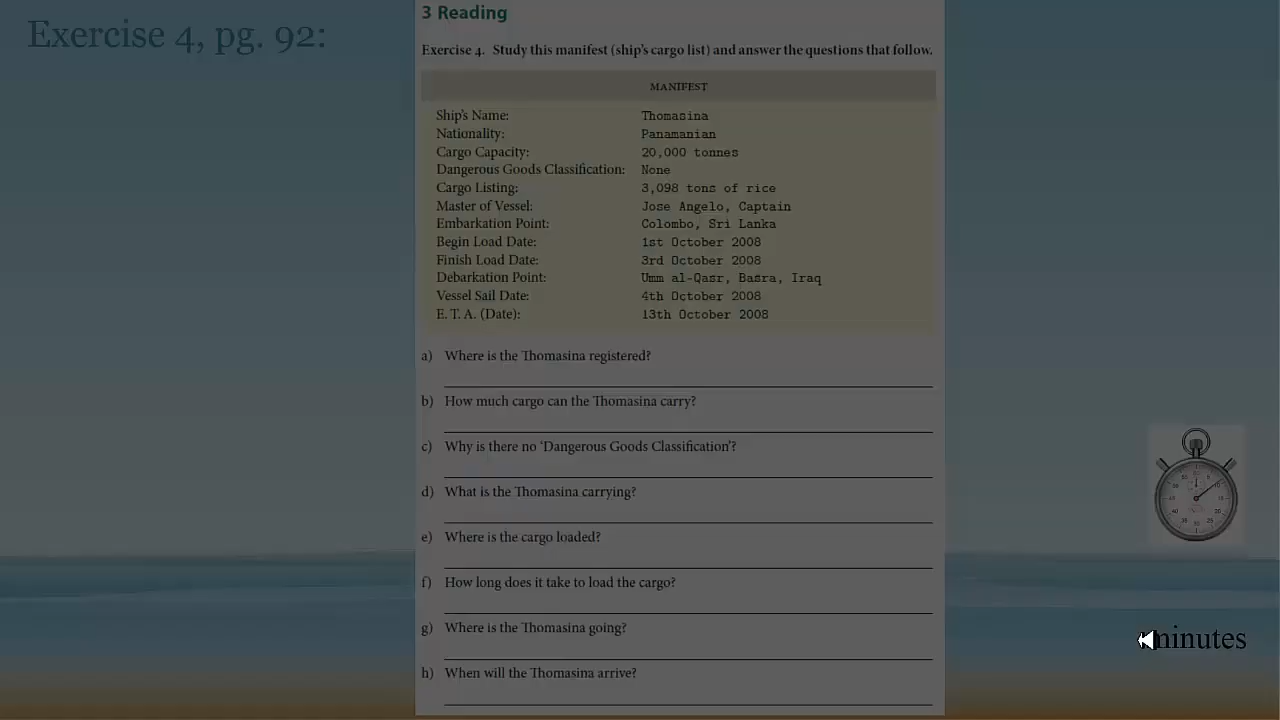 Exercise 4, pg. 92:
3 Reading
Exercise 4. Study this manifest (ship's cargo list) and answer the questions that follow.
MANIFEST
Ship's Name: Thomasina
Nationality: Panamanian
Cargo Capacity: 20,000 tonnes
Dangerous Goods Classification: None
Cargo Listing: 3,098 tons of rice
Master of Vessel: Jose Angelo, Captain
Embarkation Point: Colombo, Sri Lanka
Begin Load Date: 1st October 2008
Finish Load Date: 3rd October 2008
Debarkation Point: Umm al-Qasr, Basra, Iraq
Vessel Sail Date: 4th October 2008
E. T. A. (Date): 13th October 2008
a) Where is the Thomasina registered?
b) How much cargo can the Thomasina carry?
c) Why is there no 'Dangerous Goods Classification'?
d) What is the Thomasina carrying?
e) Where is the cargo loaded?
f) How long does it take to load the cargo?
g) Where is the Thomasina going?
h) When will the Thomasina arrive?
minutes